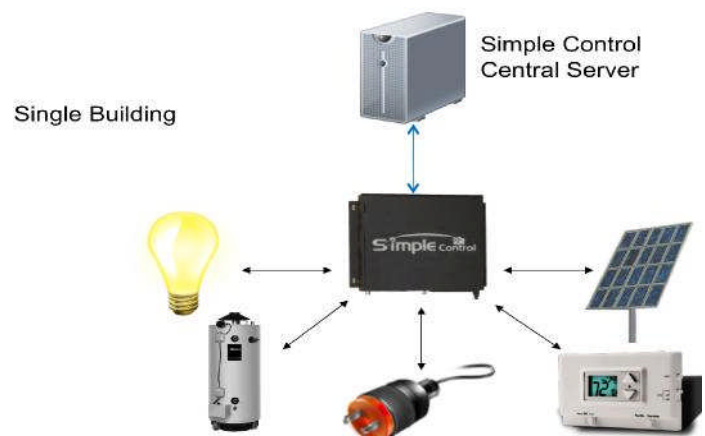 Simple Control
Central Server
Single Building
Simple Control
72